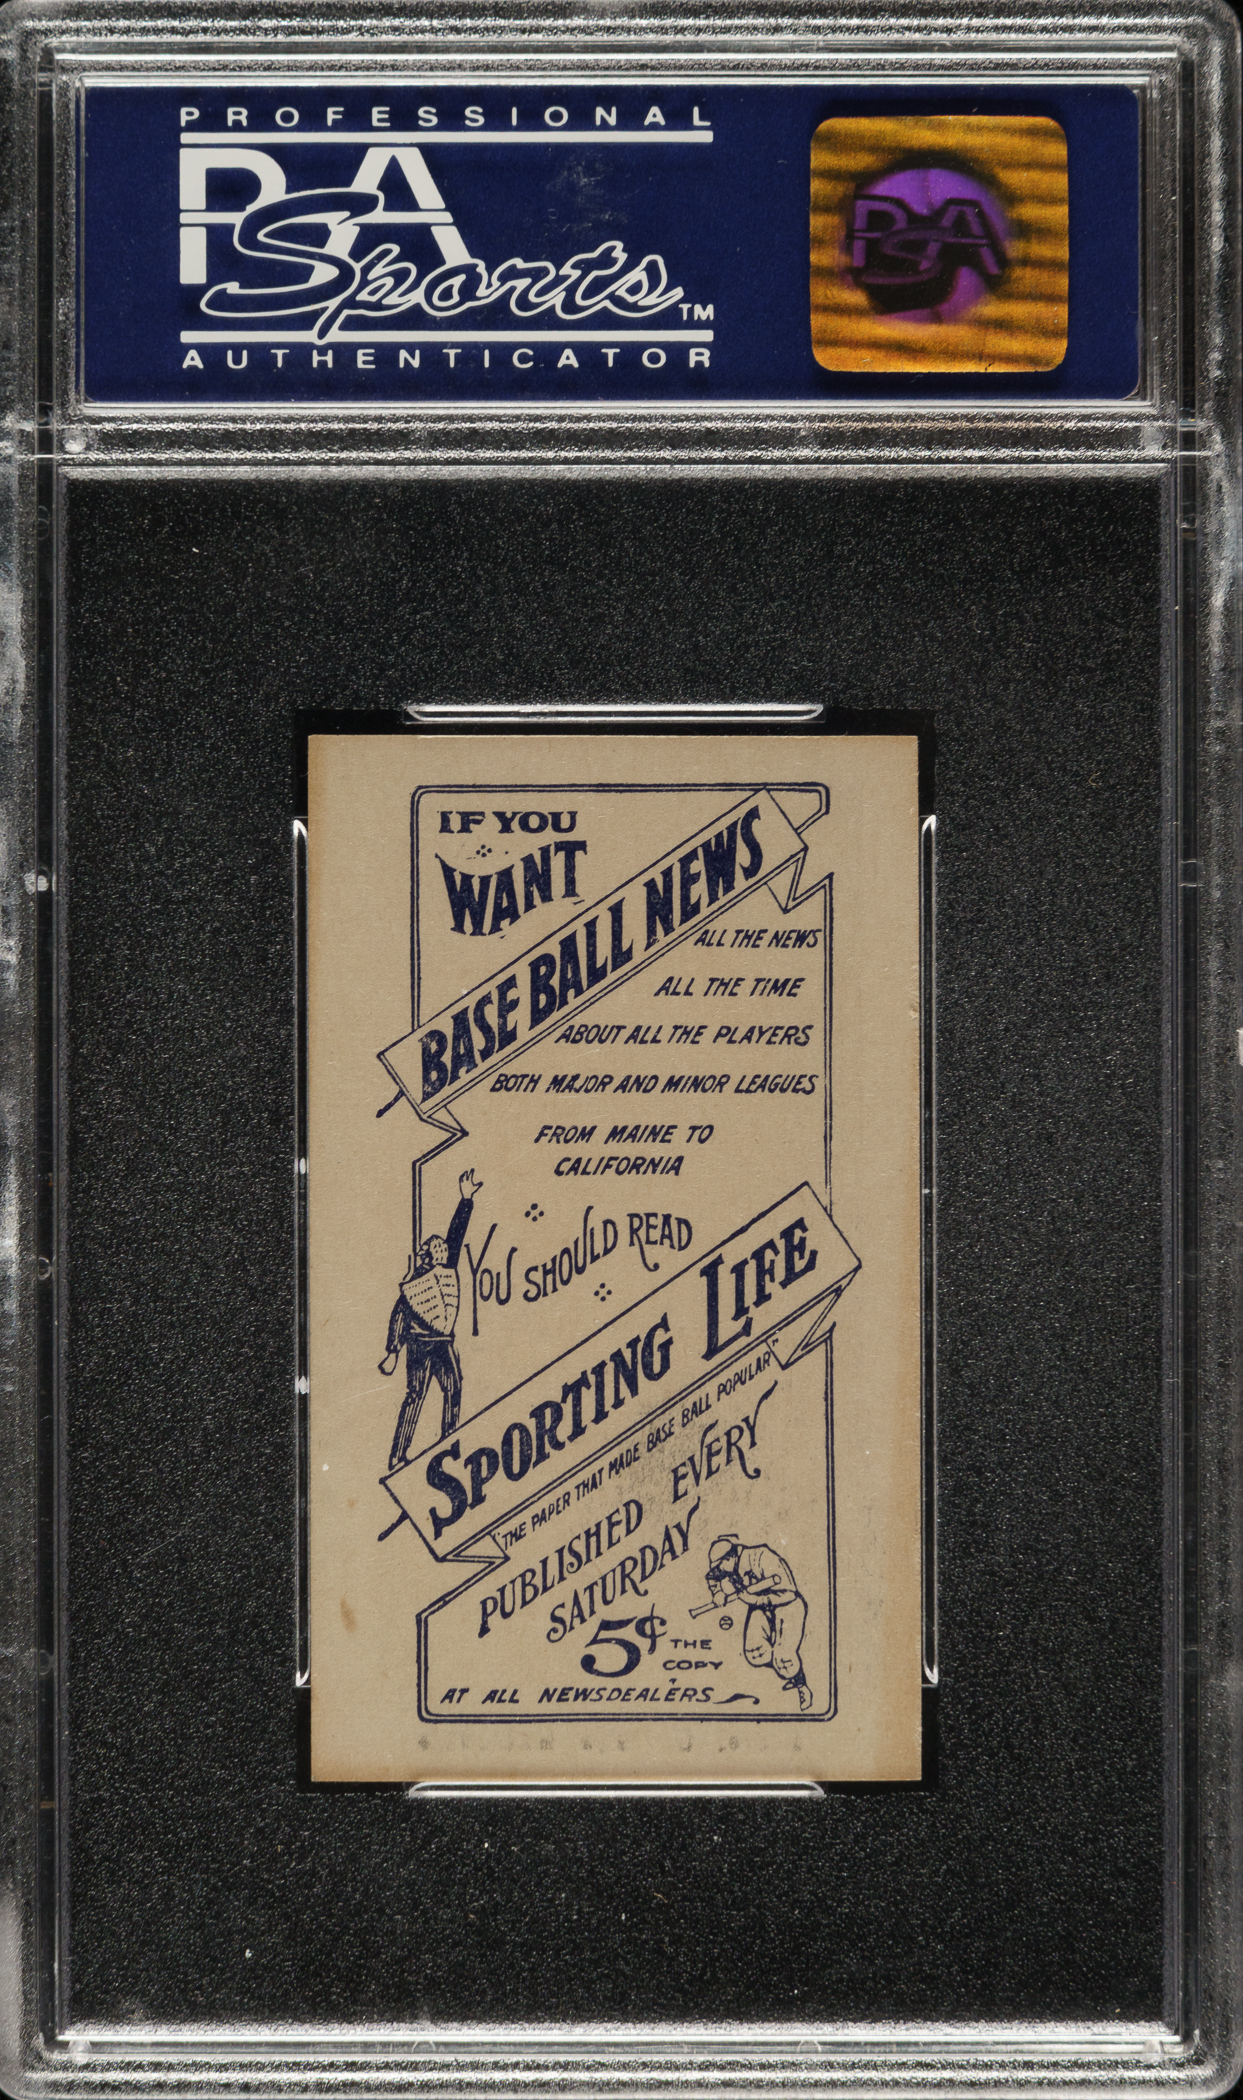 PROFESSIONAL
PSA
Sports™
AUTHENTICATOR
PSA
IF YOU
WANT
BASE BALL NEWS
ALL THE NEWS
ALL THE TIME
ABOUT ALL THE PLAYERS
BOTH MAJOR AND MINOR LEAGUES
FROM MAINE TO
CALIFORNIA
YOU SHOULD READ
SPORTING LIFE
"THE PAPER THAT MADE BASE BALL POPULAR"
PUBLISHED EVERY
SATURDAY
5¢ THE
COPY
AT ALL NEWSDEALERS